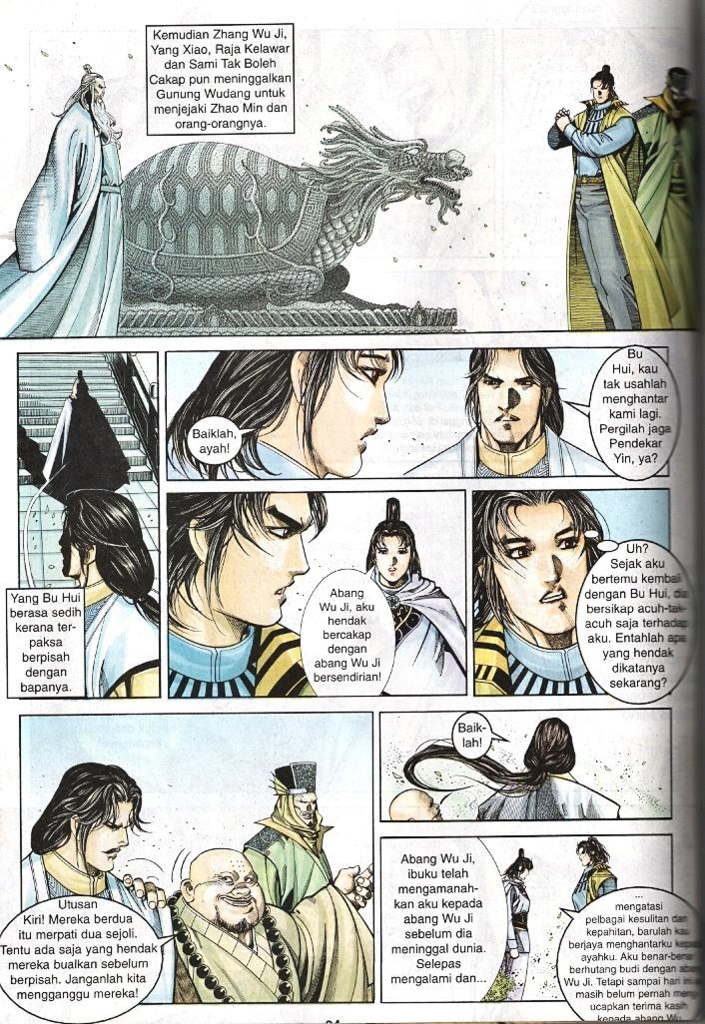 Kemudian Zhang Wu Ji,
Yang Xiao, Raja Kelawar
dan Sami Tak Boleh
Cakap pun meninggalkan
Gunung Wudang untuk
menjejaki Zhao Min dan
orang-orangnya.
Bu
Hui, kau
tak usahlah
menghantar
kami lagi.
Pergilah jaga
Pendekar
Yin, ya?
Baiklah,
ayah!
Yang Bu Hui
berasa sedih
kerana ter-
paksa
berpisah
dengan
bapanya.
Abang
Wu Ji, aku
hendak
bercakap
dengan
abang Wu Ji
bersendirian!
Uh?
Sejak aku
bertemu kembali
dengan Bu Hui, dia
bersikap acuh-tak-
acuh saja terhadap
aku. Entahlah apa
yang hendak
dikatanya
sekarang?
Utusan
Kiri! Mereka berdua
itu merpati dua sejoli.
Tentu ada saja yang hendak
mereka bualkan sebelum
berpisah. Janganlah kita
mengganggu mereka!
Baik-
lah!
Abang Wu Ji,
ibuku telah
mengamanah-
kan aku kepada
abang Wu Ji
sebelum dia
meninggal dunia.
Selepas
mengalami dan...
...
mengatasi
pelbagai kesulitan dan
kepahitan, barulah kau
berjaya menghantarku kepada
ayahku. Aku benar-benar
berhutang budi dengan abang
Wu Ji. Tetapi sampai hari ini
masih belum pernah
ucapkan terima kasih
kepada abang Wu